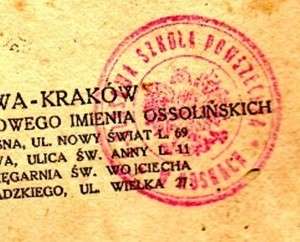 WA-KRAKÓW
OWEGO IMIENIA OSSOLIŃSKICH
SNA, UL. NOWY ŚWIAT L. 69,
WA, ULICA ŚW. ANNY L. 11
ĘGARNIA ŚW. WOJCIECHA
ADZKIEGO, UL. WIELKA 27.
SZKOŁA POWSZECHNA